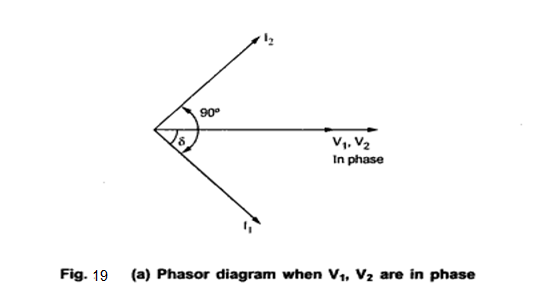 I₂
90°
δ
V₁, V₂
In phase
I₁
Fig. 19 (a) Phasor diagram when V₁, V₂ are in phase